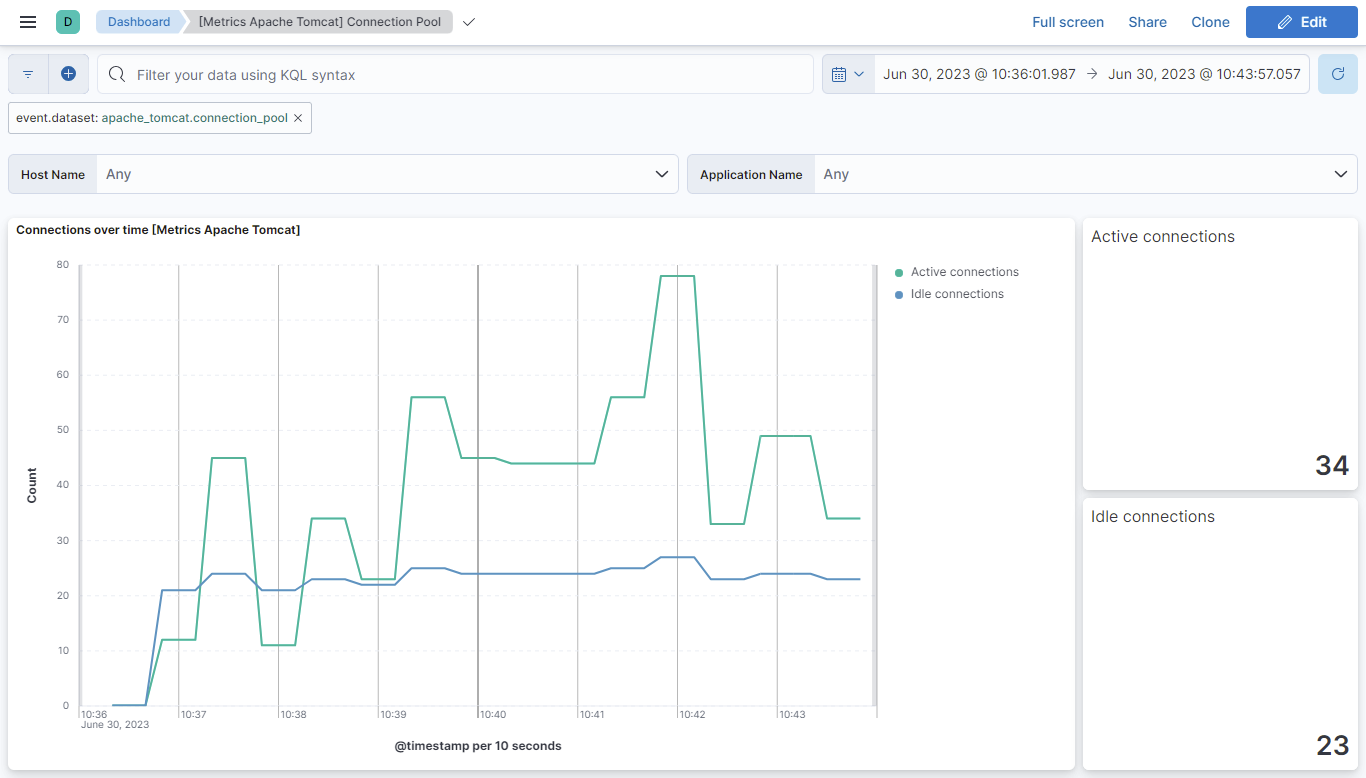 D
Dashboard
[Metrics Apache Tomcat] Connection Pool
Full screen
Share
Clone
Edit
Filter your data using KQL syntax
Jun 30, 2023 @ 10:36:01.987 → Jun 30, 2023 @ 10:43:57.057
event.dataset: apache_tomcat.connection_pool ×
Host Name Any
Application Name Any
Connections over time [Metrics Apache Tomcat]
80
70
60
50
40
30
20
10
0
Count
10:36
June 30, 2023
10:37
10:38
10:39
10:40
10:41
10:42
10:43
@timestamp per 10 seconds
Active connections
Idle connections
Active connections
34
Idle connections
23